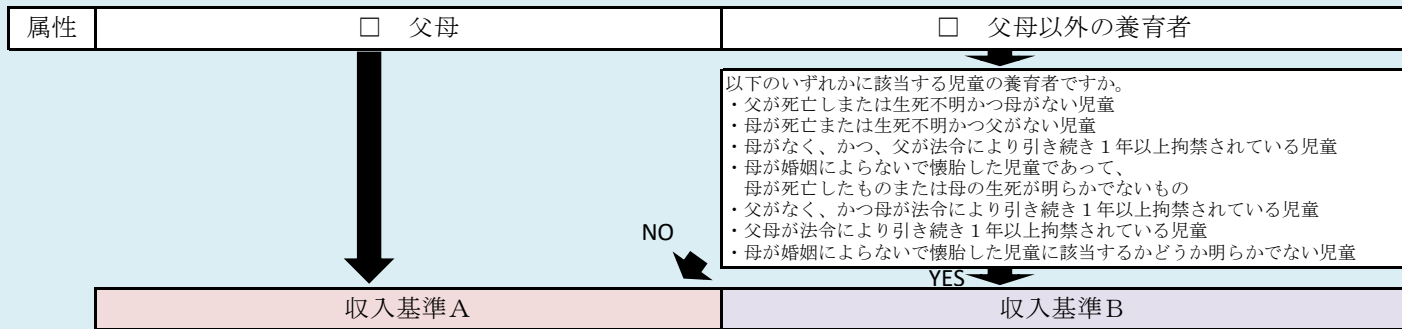 属性
□ 父母
□ 父母以外の養育者
以下のいずれかに該当する児童の養育者ですか。
・父が死亡しまたは生死不明かつ母がない児童
・母が死亡または生死不明かつ父がない児童
・母がなく、かつ、父が法令により引き続き１年以上拘禁されている児童
・母が婚姻によらないで懐胎した児童であって、
母が死亡したものまたは母の生死が明らかでないもの
・父がなく、かつ母が法令により引き続き１年以上拘禁されている児童
・父母が法令により引き続き１年以上拘禁されている児童
・母が婚姻によらないで懐胎した児童に該当するかどうか明らかでない児童
NO
YES
収入基準Ａ
収入基準Ｂ